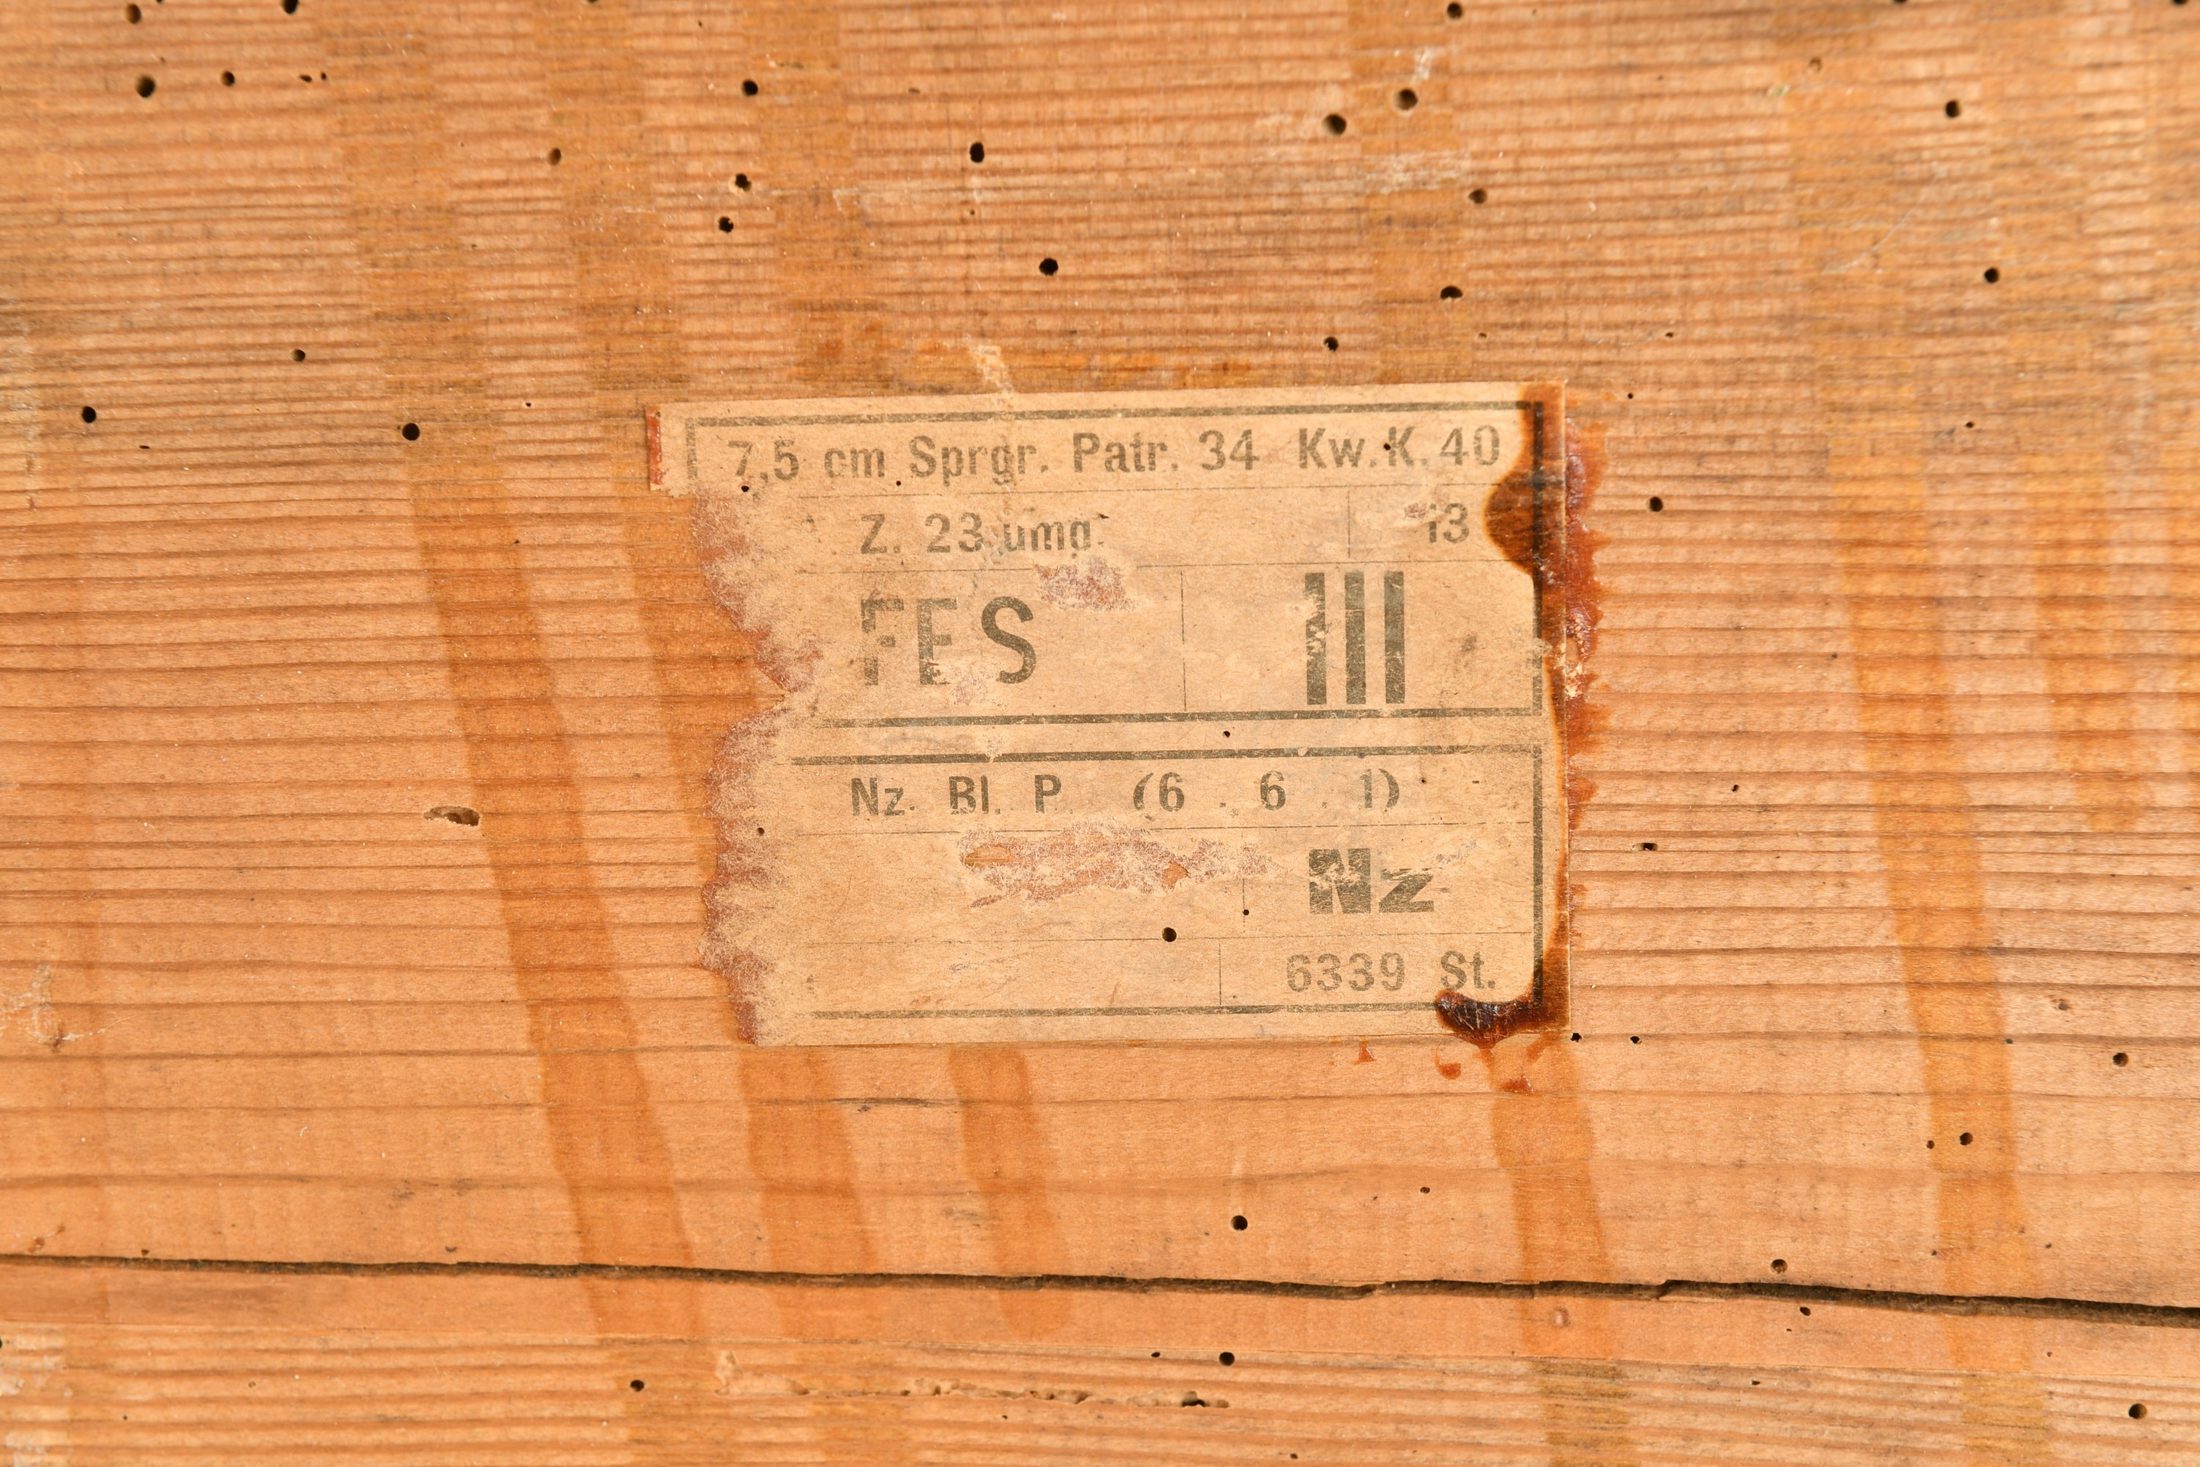 7,5 cm Sprgr. Patr. 34 Kw.K. 40
Z. 23 umg. 13
FES III
Nz. Bl. P. (6 . 6 . 1)
Nz
6339 St.